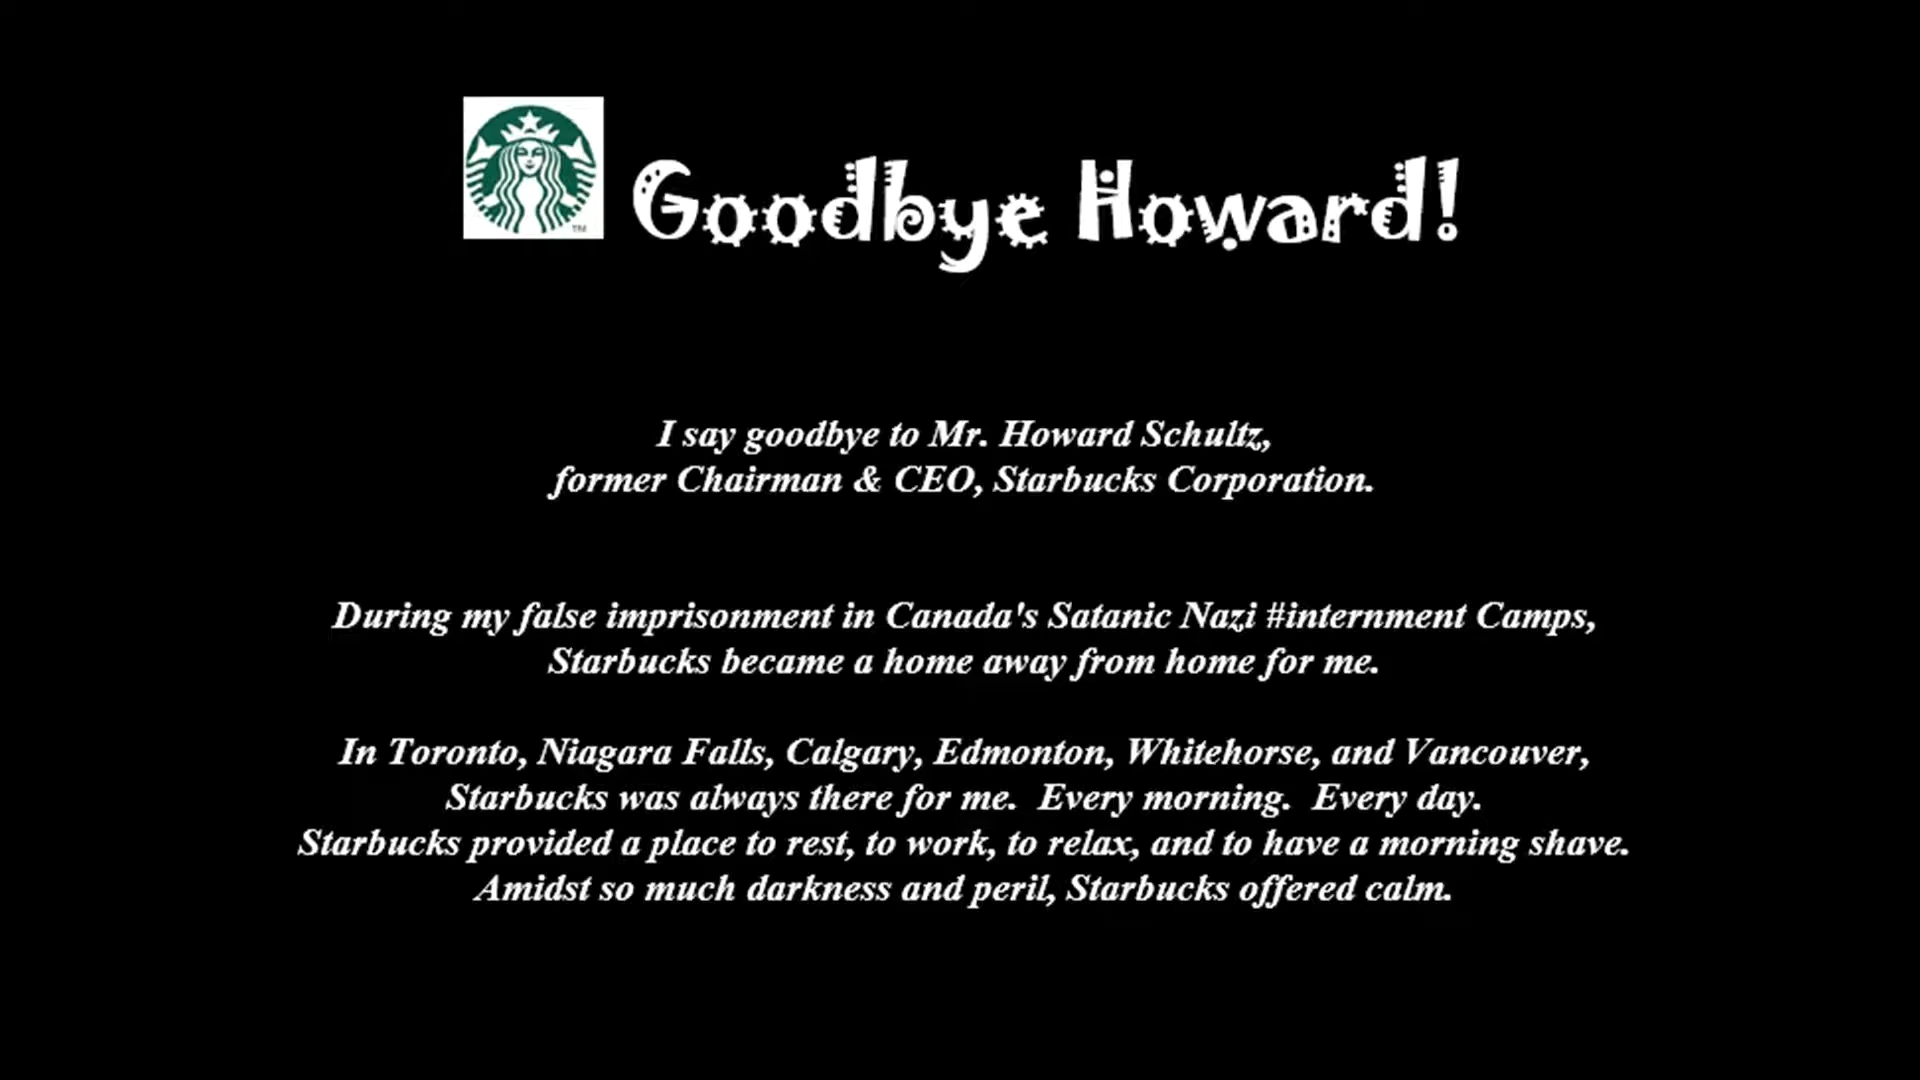 Goodbye Howard!
I say goodbye to Mr. Howard Schultz,
former Chairman & CEO, Starbucks Corporation.
During my false imprisonment in Canada's Satanic Nazi #internment Camps,
Starbucks became a home away from home for me.
In Toronto, Niagara Falls, Calgary, Edmonton, Whitehorse, and Vancouver,
Starbucks was always there for me.  Every morning.  Every day.
Starbucks provided a place to rest, to work, to relax, and to have a morning shave.
Amidst so much darkness and peril, Starbucks offered calm.
TM